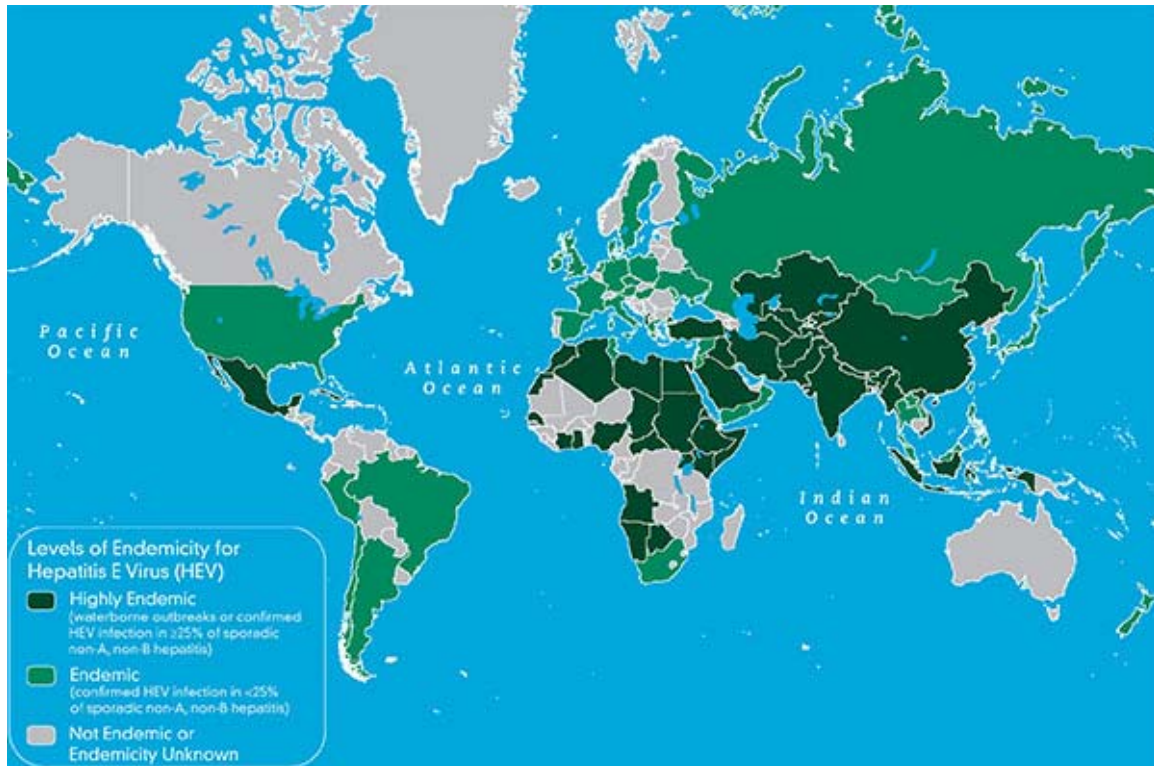 Pacific
Ocean
Atlantic
Ocean
Indian
Ocean
Levels of Endemicity for
Hepatitis E Virus (HEV)
Highly Endemic
(waterborne outbreaks or confirmed
HEV infection in ≥25% of sporadic
non-A, non-B hepatitis)
Endemic
(confirmed HEV infection in <25%
of sporadic non-A, non-B hepatitis)
Not Endemic or
Endemicity Unknown